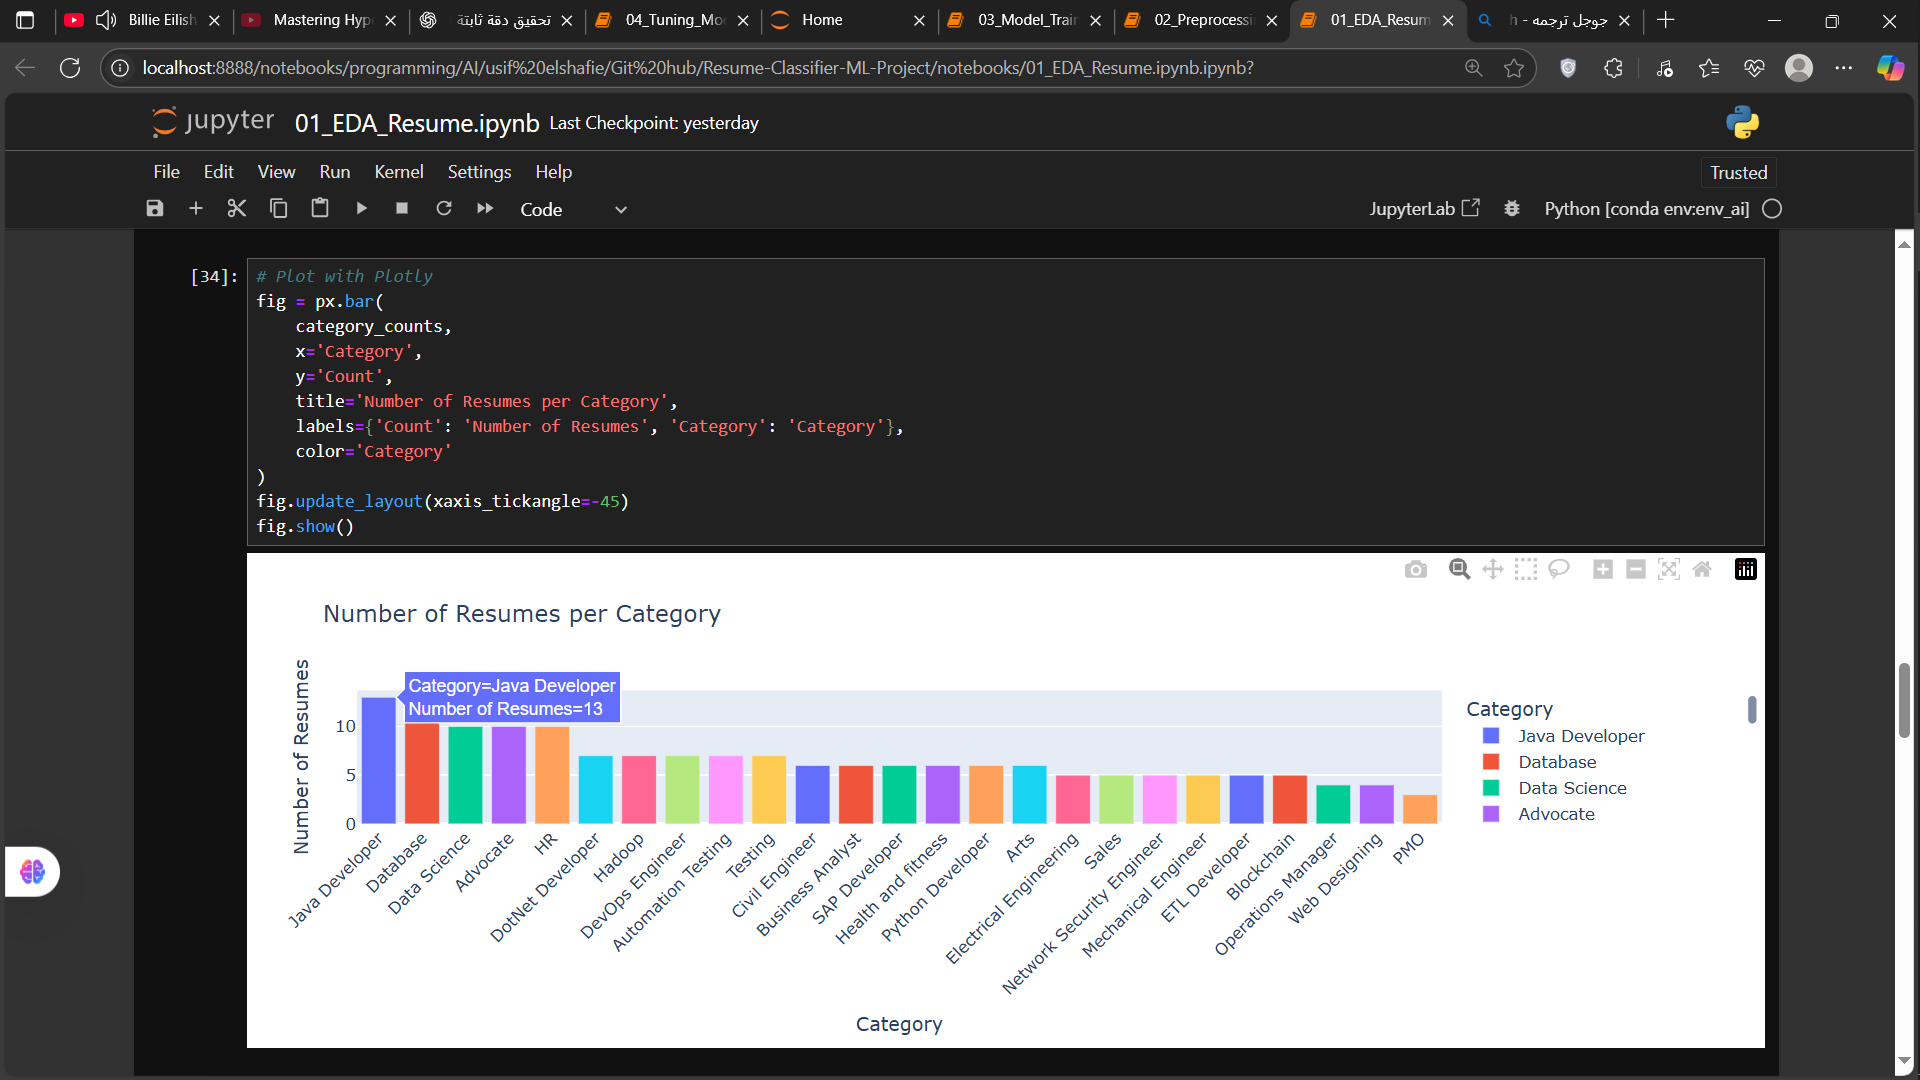 Billie Eilish
Mastering Hyp
تحقيق دقة ثابتة
04_Tuning_Mo
Home
03_Model_Train
02_Preprocessi
01_EDA_Resum
جوجل ترجمه - h
localhost:8888/notebooks/programming/AI/usif%20elshafie/Git%20hub/Resume-Classifier-ML-Project/notebooks/01_EDA_Resume.ipynb.ipynb?
jupyter 01_EDA_Resume.ipynb Last Checkpoint: yesterday
File Edit View Run Kernel Settings Help
Trusted
Code
JupyterLab
Python [conda env:env_ai]
[34]: # Plot with Plotly
fig = px.bar(
category_counts,
x='Category',
y='Count',
title='Number of Resumes per Category',
labels={'Count': 'Number of Resumes', 'Category': 'Category'},
color='Category'
)
fig.update_layout(xaxis_tickangle=-45)
fig.show()
Number of Resumes per Category
Number of Resumes
Category=Java Developer
Number of Resumes=13
10
5
0
Java Developer
Database
Data Science
Advocate
HR
DotNet Developer
Hadoop
DevOps Engineer
Automation Testing
Testing
Civil Engineer
Business Analyst
SAP Developer
Health and fitness
Python Developer
Arts
Electrical Engineering
Sales
Network Security Engineer
Mechanical Engineer
ETL Developer
Blockchain
Operations Manager
Web Designing
PMO
Category
Category
Java Developer
Database
Data Science
Advocate